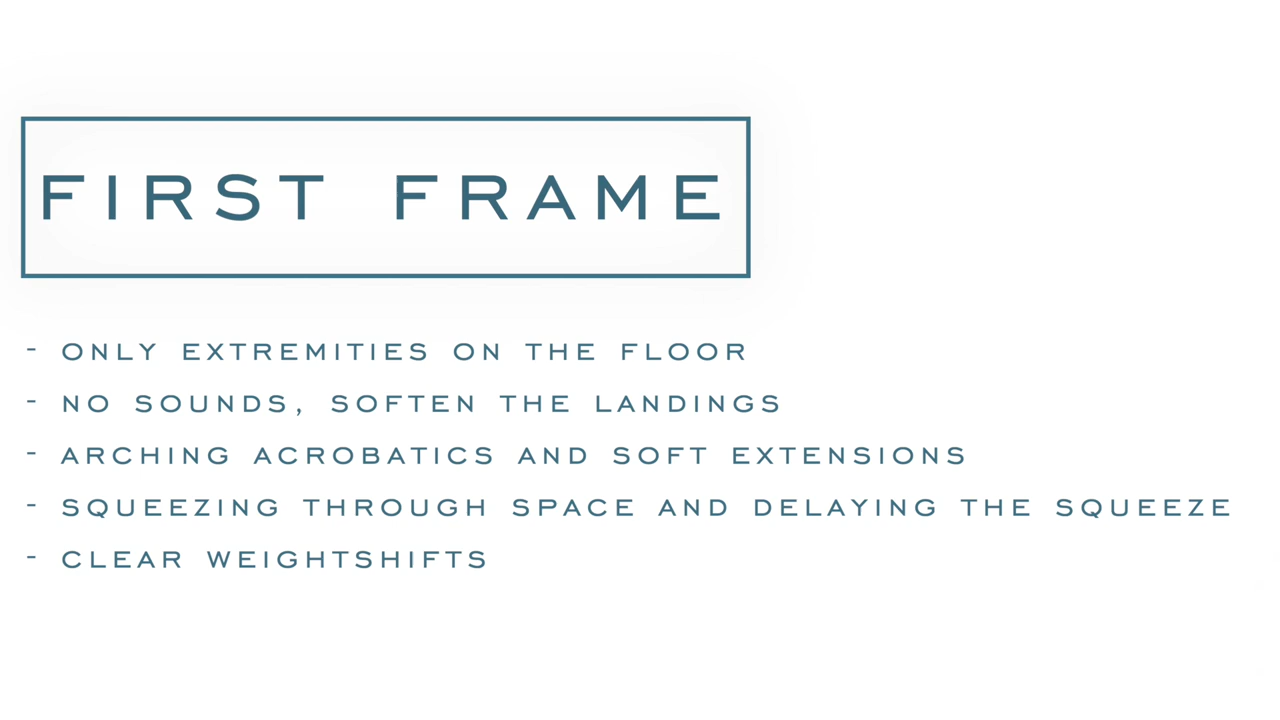 FIRST FRAME
- ONLY EXTREMITIES ON THE FLOOR
- NO SOUNDS, SOFTEN THE LANDINGS
- ARCHING ACROBATICS AND SOFT EXTENSIONS
- SQUEEZING THROUGH SPACE AND DELAYING THE SQUEEZE
- CLEAR WEIGHTSHIFTS